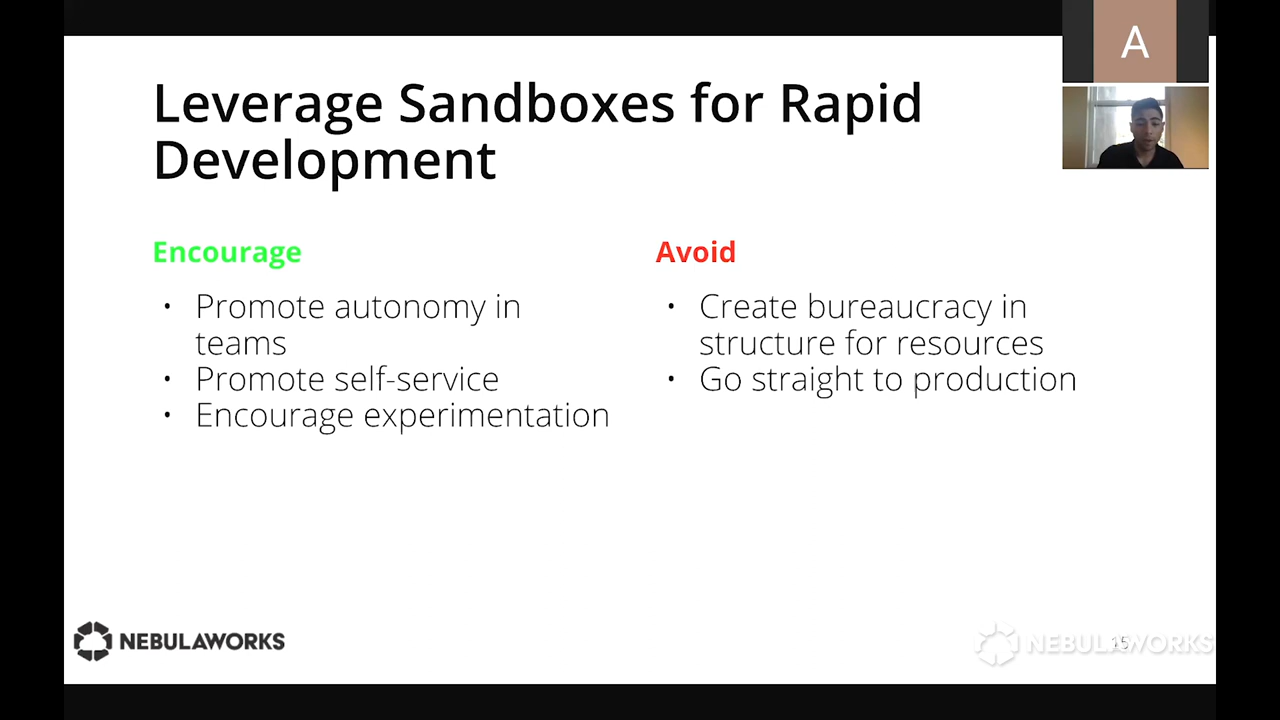 A
Leverage Sandboxes for Rapid
Development
Encourage
• Promote autonomy in
teams
• Promote self-service
• Encourage experimentation
Avoid
• Create bureaucracy in
structure for resources
• Go straight to production
NEBULAWORKS
NEBULAWORKS
15